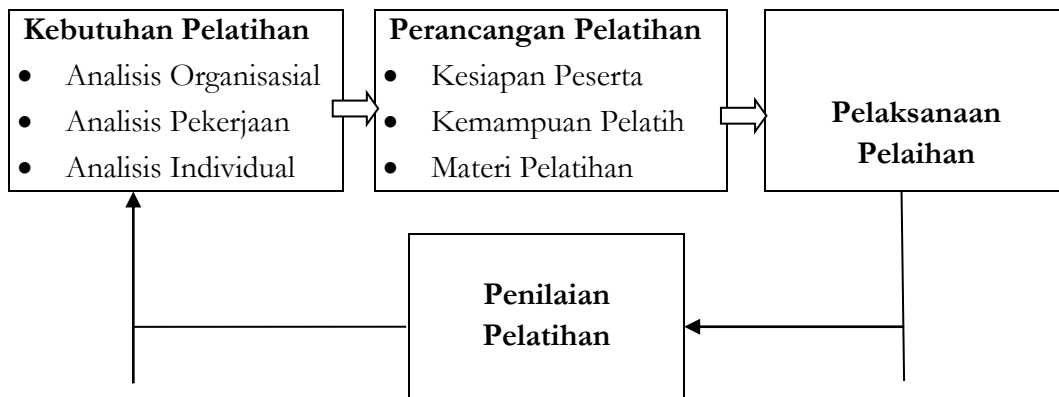 Kebutuhan Pelatihan
• Analisis Organisasial
• Analisis Pekerjaan
• Analisis Individual
Perancangan Pelatihan
• Kesiapan Peserta
• Kemampuan Pelatih
• Materi Pelatihan
Pelaksanaan
Pelaihan
Penilaian
Pelatihan